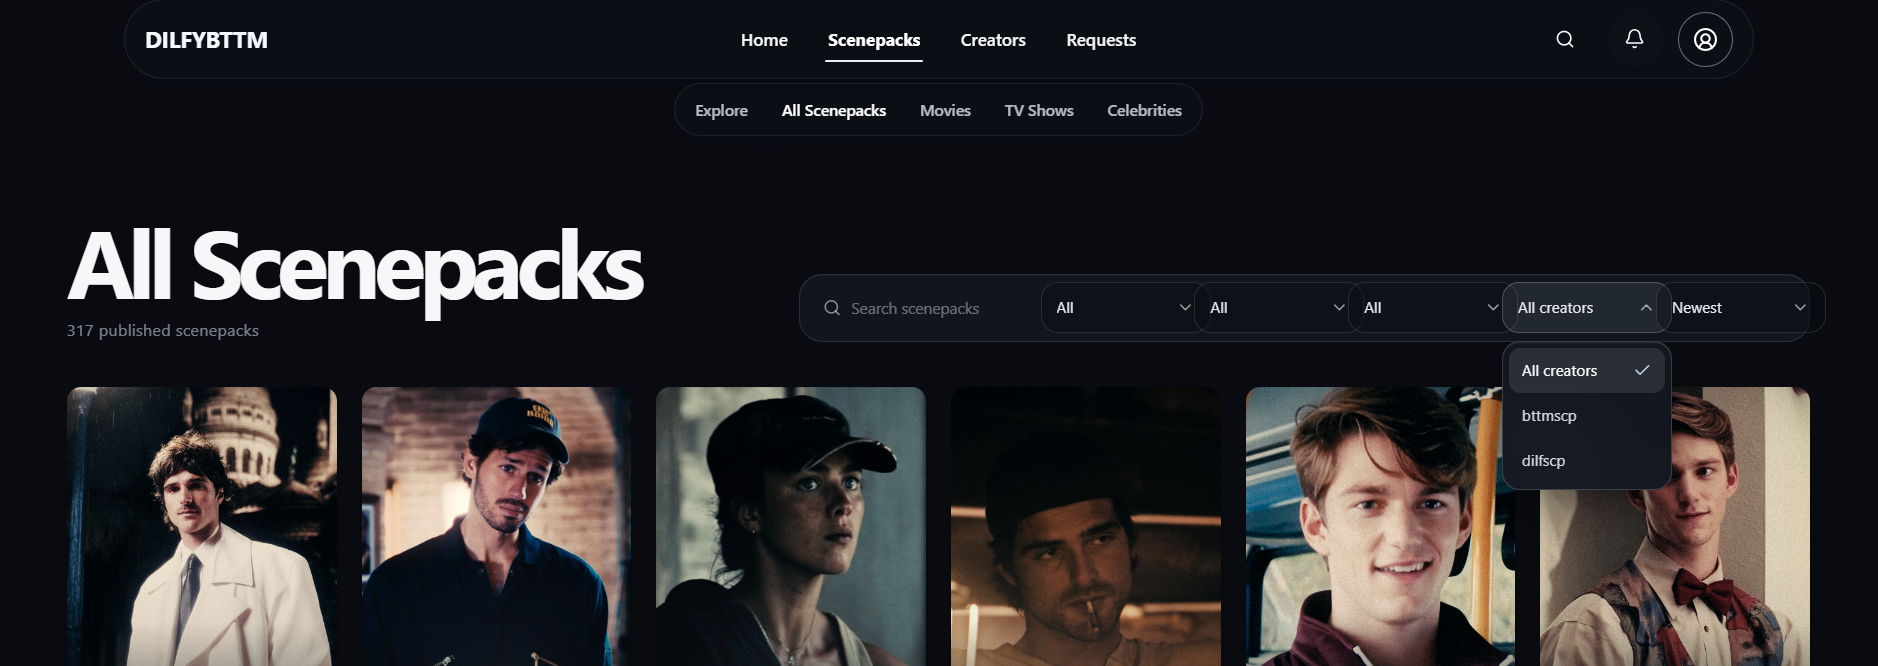 DILFYBTTM
Home
Scenepacks
Creators
Requests
Explore
All Scenepacks
Movies
TV Shows
Celebrities
All Scenepacks
317 published scenepacks
Search scenepacks
All
All
All
All creators
Newest
All creators
bttmscp
dilfscp